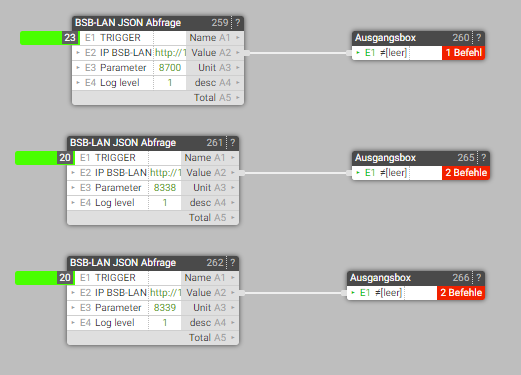 BSB-LAN JSON Abfrage 259 ?
23 E1 TRIGGER Name A1
E2 IP BSB-LAN http://1 Value A2
E3 Parameter 8700 Unit A3
E4 Log level 1 desc A4
Total A5
Ausgangsbox 260 ?
E1 ≠[leer] 1 Befehl
BSB-LAN JSON Abfrage 261 ?
20 E1 TRIGGER Name A1
E2 IP BSB-LAN http://1 Value A2
E3 Parameter 8338 Unit A3
E4 Log level 1 desc A4
Total A5
Ausgangsbox 265 ?
E1 ≠[leer] 2 Befehle
BSB-LAN JSON Abfrage 262 ?
20 E1 TRIGGER Name A1
E2 IP BSB-LAN http://1 Value A2
E3 Parameter 8339 Unit A3
E4 Log level 1 desc A4
Total A5
Ausgangsbox 266 ?
E1 ≠[leer] 2 Befehle